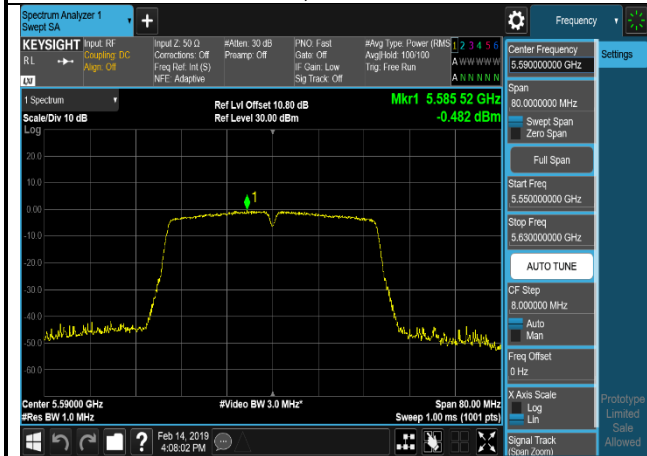 Spectrum Analyzer 1
Swept SA
+
Frequency
KEYSIGHT
RL
LXI
Input: RF
Coupling: DC
Align: Off
Input Z: 50 Ω
Corrections: Off
Freq Ref: Int (S)
NFE: Adaptive
#Atten: 30 dB
Preamp: Off
PNO: Fast
Gate: Off
IF Gain: Low
Sig Track: Off
#Avg Type: Power (RMS
Avg|Hold: 100/100
Trig: Free Run
1 2 3 4 5 6
A W W W W W
A N N N N N
Center Frequency
5.590000000 GHz
Settings
Span
80.0000000 MHz
Swept Span
Zero Span
Full Span
Start Freq
5.550000000 GHz
Stop Freq
5.630000000 GHz
AUTO TUNE
CF Step
8.000000 MHz
Auto
Man
Freq Offset
0 Hz
X Axis Scale
Log
Lin
Signal Track
(Span Zoom)
Prototype
Limited
Sale
Allowed
1 Spectrum
Scale/Div 10 dB
Log
Ref Lvl Offset 10.80 dB
Ref Level 30.00 dBm
Mkr1 5.585 52 GHz
-0.482 dBm
1
20.0
10.0
0.00
-10.0
-20.0
-30.0
-40.0
-50.0
-60.0
Center 5.59000 GHz
#Res BW 1.0 MHz
#Video BW 3.0 MHz*
Span 80.00 MHz
Sweep 1.00 ms (1001 pts)
?
Feb 14, 2019
4:08:02 PM